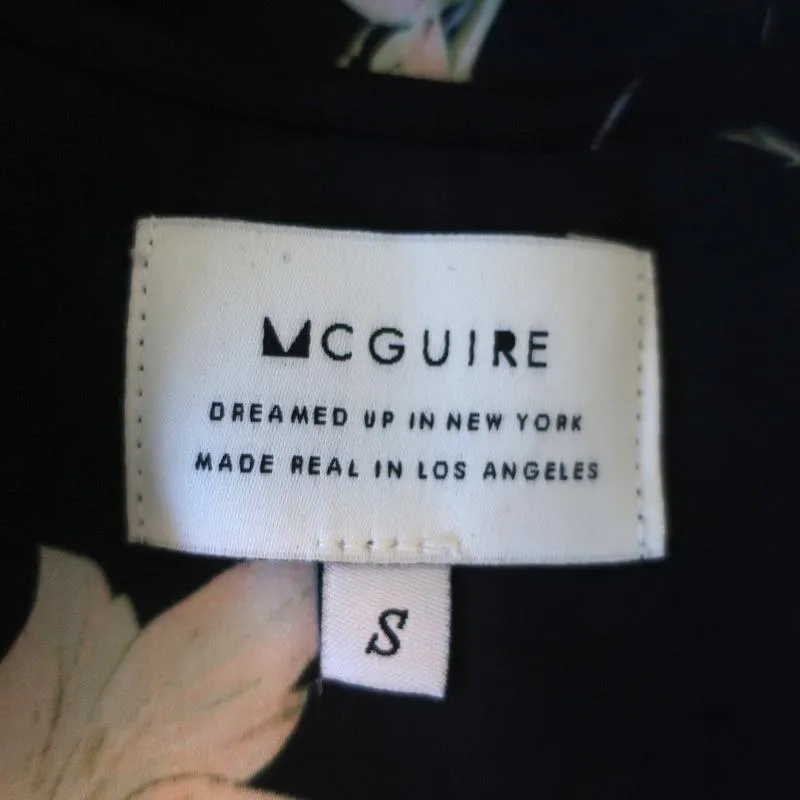 MCGUIRE
DREAMED UP IN NEW YORK
MADE REAL IN LOS ANGELES
S